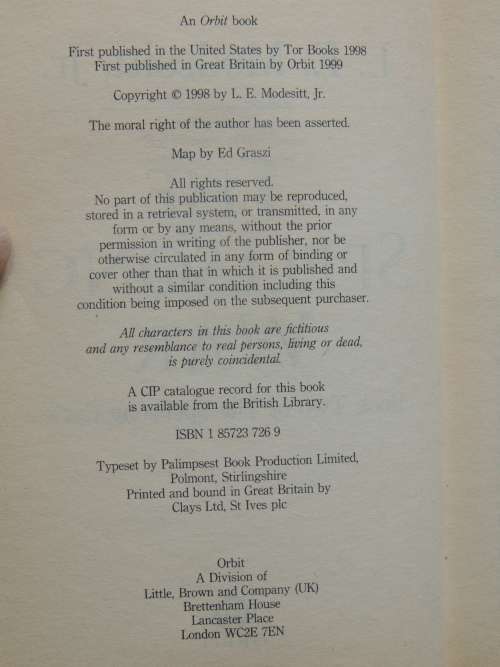 An Orbit book
First published in the United States by Tor Books 1998
First published in Great Britain by Orbit 1999
Copyright © 1998 by L. E. Modesitt, Jr.
The moral right of the author has been asserted.
Map by Ed Graszi
All rights reserved.
No part of this publication may be reproduced,
stored in a retrieval system, or transmitted, in any
form or by any means, without the prior
permission in writing of the publisher, nor be
otherwise circulated in any form of binding or
cover other than that in which it is published and
without a similar condition including this
condition being imposed on the subsequent purchaser.
All characters in this book are fictitious
and any resemblance to real persons, living or dead,
is purely coincidental.
A CIP catalogue record for this book
is available from the British Library.
ISBN 1 85723 726 9
Typeset by Palimpsest Book Production Limited,
Polmont, Stirlingshire
Printed and bound in Great Britain by
Clays Ltd, St Ives plc
Orbit
A Division of
Little, Brown and Company (UK)
Brettenham House
Lancaster Place
London WC2E 7EN